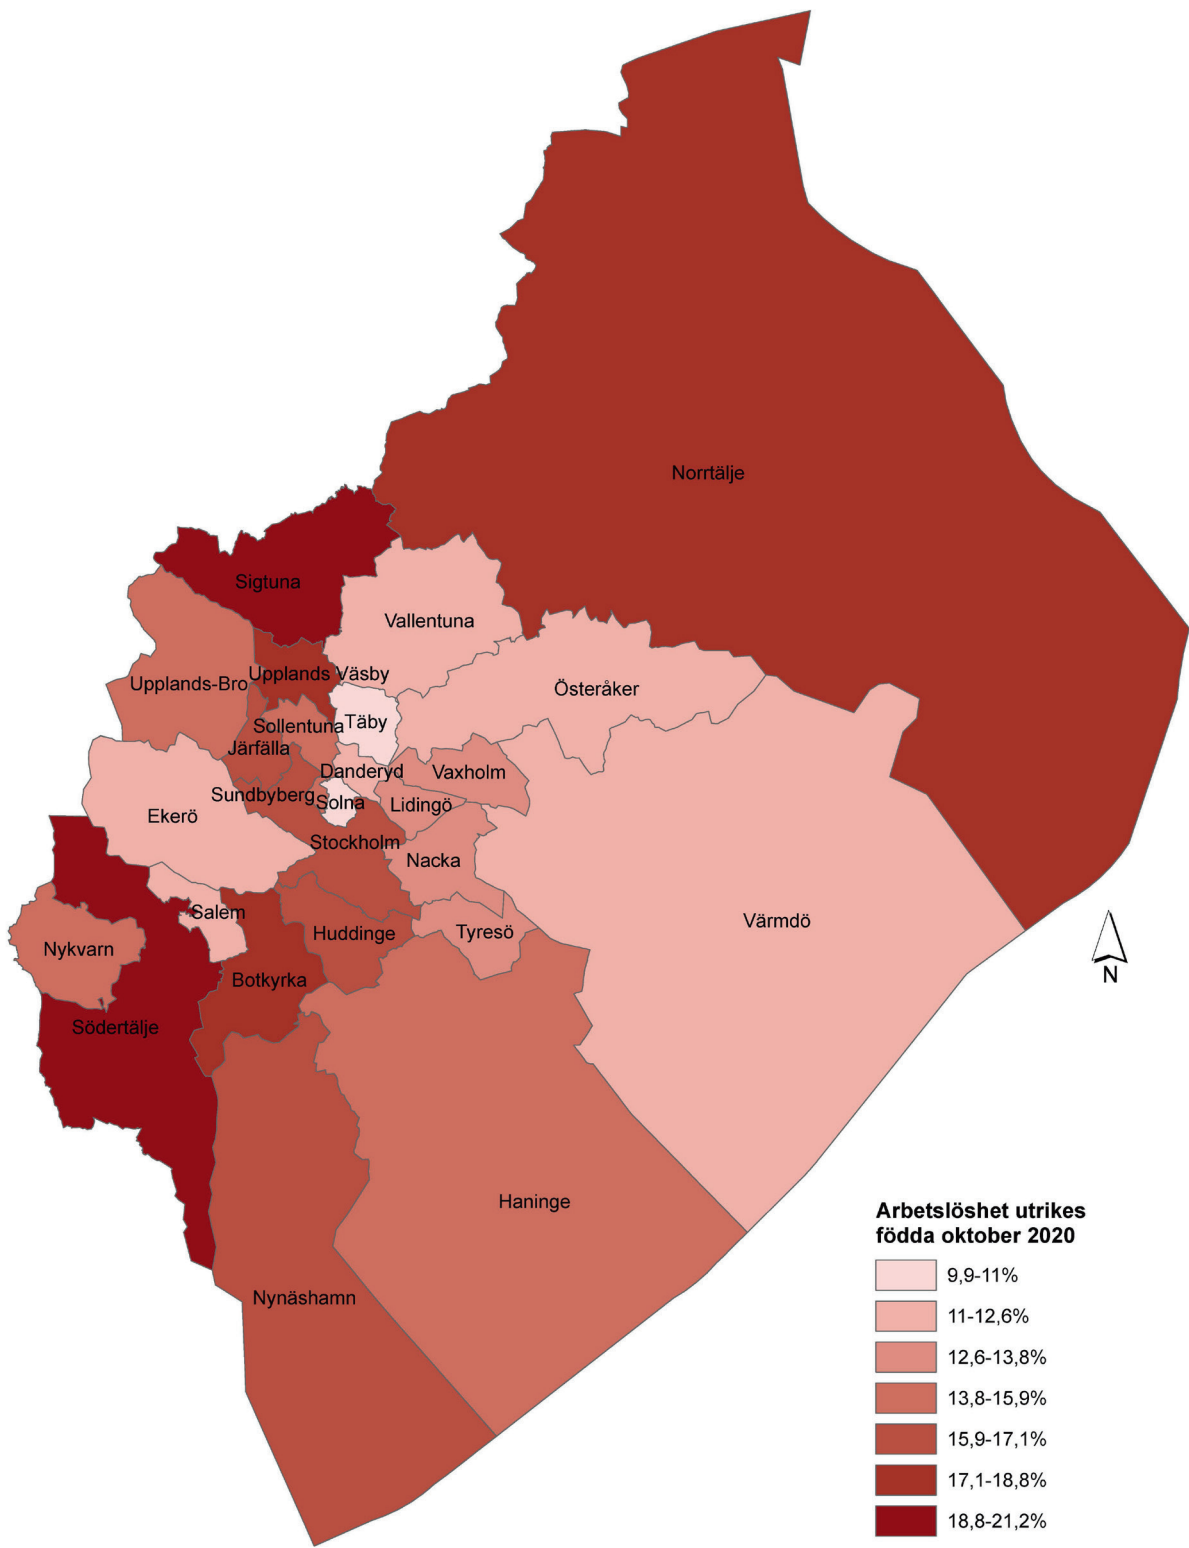 Norrtälje
Sigtuna
Vallentuna
Upplands Väsby
Upplands-Bro
Österåker
Täby
Sollentuna
Järfälla
Danderyd
Vaxholm
Sundbyberg
Solna
Lidingö
Ekerö
Stockholm
Nacka
Salem
Värmdö
Huddinge
Tyresö
Nykvarn
N
Botkyrka
Södertälje
Haninge
Nynäshamn
Arbetslöshet utrikes
födda oktober 2020
9,9-11%
11-12,6%
12,6-13,8%
13,8-15,9%
15,9-17,1%
17,1-18,8%
18,8-21,2%